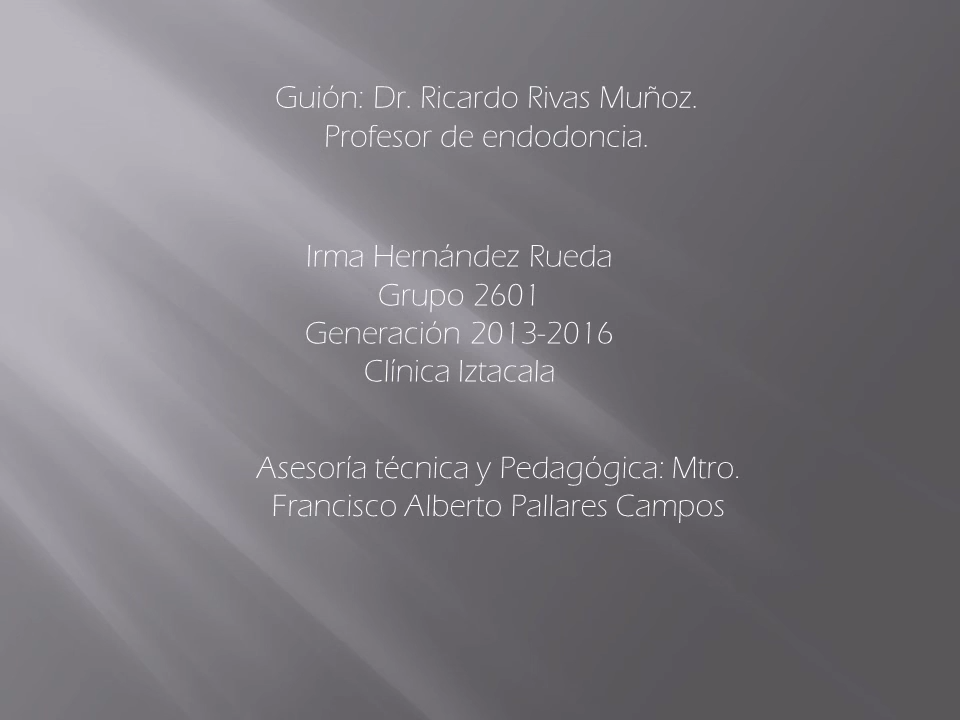 Guión: Dr. Ricardo Rivas Muñoz.
Profesor de endodoncia.
Irma Hernández Rueda
Grupo 2601
Generación 2013-2016
Clínica Iztacala
Asesoría técnica y Pedagógica: Mtro.
Francisco Alberto Pallares Campos